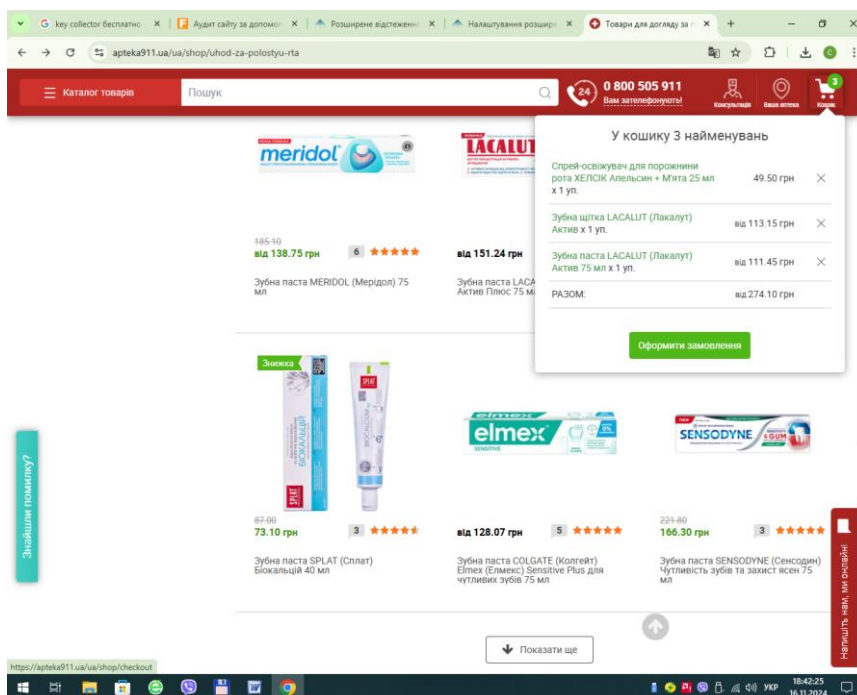 key collector бесплатно
Аудит сайту за допомог
Розширене відстеженн
Налаштування розшир
Товари для догляду за п
apteka911.ua/ua/shop/uhod-za-polostyu-rta
Каталог товарів
Пошук
24
0 800 505 911
Вам зателефонують!
Консультація
Ваша аптека
3
Кошик
У кошику 3 найменувань
Спрей-освіжувач для порожнини
рота ХЕЛСІК Апельсин + М'ята 25 мл
x 1 уп.
49.50 грн
Зубна щітка LACALUT (Лакалут)
Актив x 1 уп.
від 113.15 грн
Зубна паста LACALUT (Лакалут)
Актив 75 мл x 1 уп.
від 111.45 грн
РАЗОМ:
від 274.10 грн
Оформити замовлення
meridol
LACALUT
185.10
від 138.75 грн
6
Зубна паста MERIDOL (Мерідол) 75
мл
від 151.24 грн
Зубна паста LACA
Актив Плюс 75 м
Знижка
SPLAT
БІОКАЛЬЦІЙ
SPLAT
BIOCALCIUM
87.00
73.10 грн
3
Зубна паста SPLAT (Сплат)
Біокальцій 40 мл
elmex
elmex
SENSITIVE
від 128.07 грн
5
Зубна паста COLGATE (Колгейт)
Elmex (Елмекс) Sensitive Plus для
чутливих зубів 75 мл
SENSODYNE
& GUM
221.80
166.30 грн
3
Зубна паста SENSODYNE (Сенсодин)
Чутливість зубів та захист ясен 75
мл
Знайшли помилку?
Напишіть нам, ми онлайн!
Показати ще
https://apteka911.ua/ua/shop/checkout
УКР
18:42:25
16.11.2024